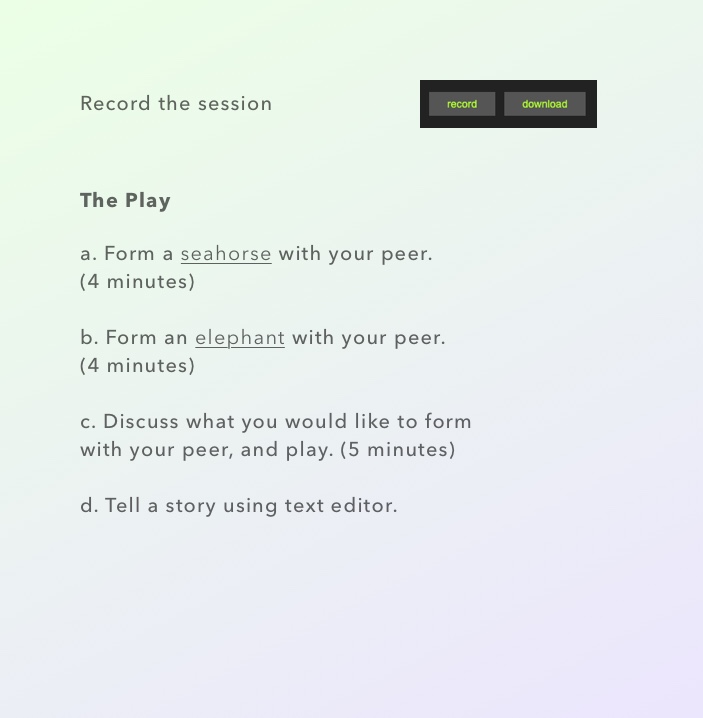 Record the session
record download
The Play
a. Form a seahorse with your peer.
(4 minutes)
b. Form an elephant with your peer.
(4 minutes)
c. Discuss what you would like to form
with your peer, and play. (5 minutes)
d. Tell a story using text editor.